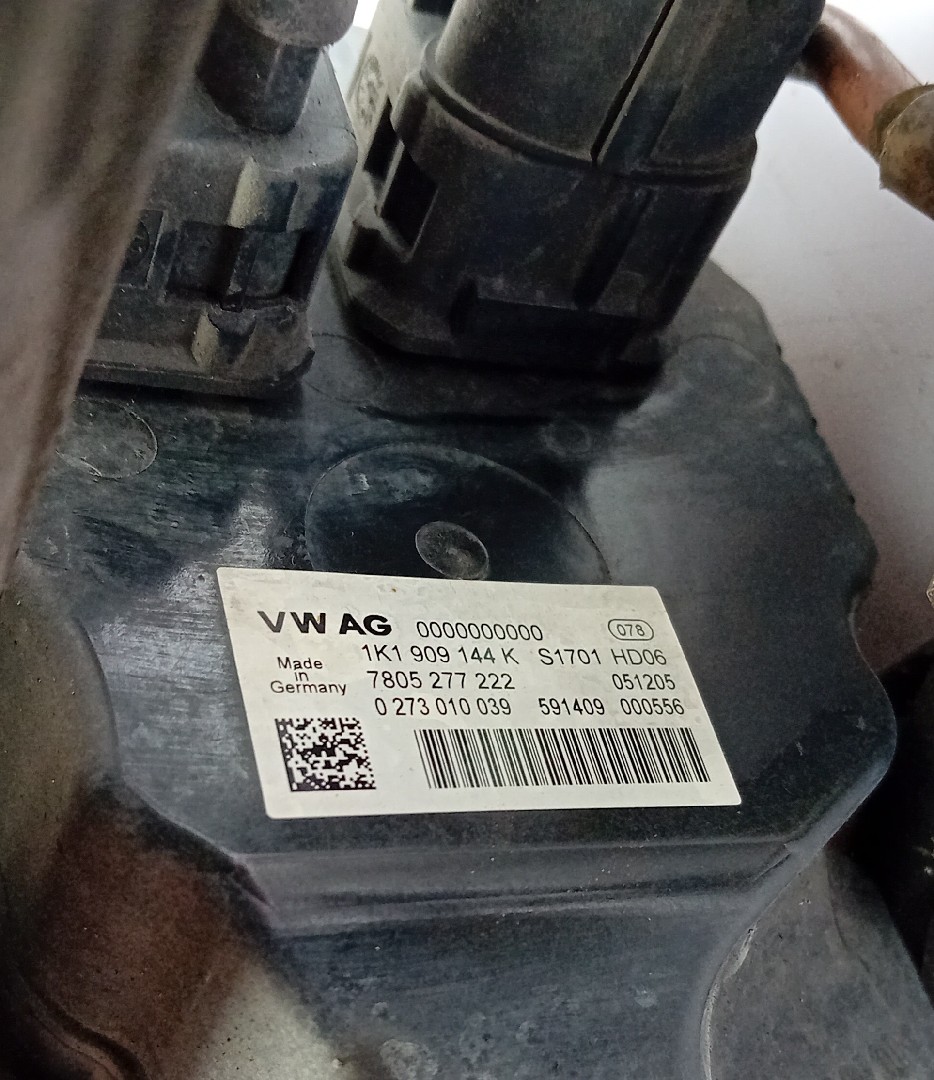 VW AG 0000000000 078
1K1 909 144 K S1701 HD06
Made in Germany
7805 277 222 051205
0 273 010 039 591409 000556